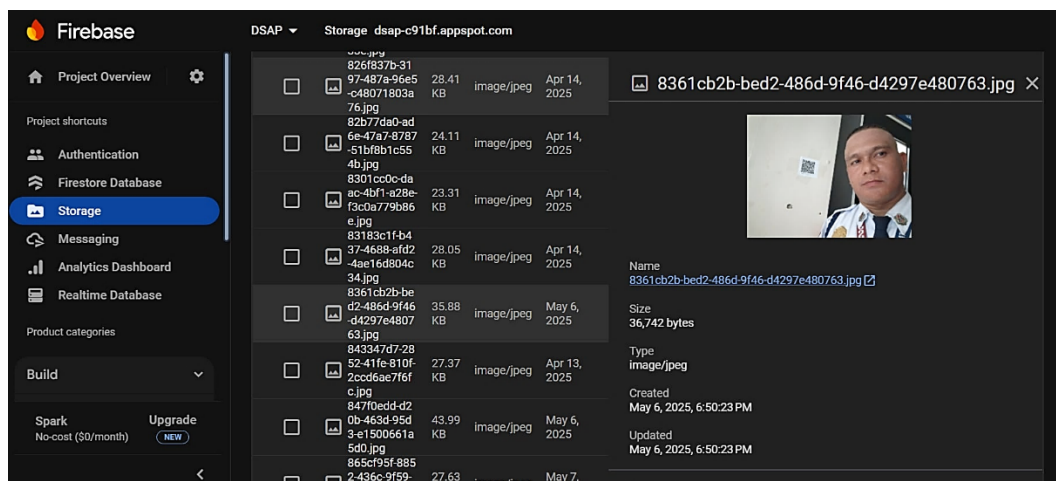 Firebase
DSAP
Storage dsap-c91bf.appspot.com
Project Overview
Project shortcuts
Authentication
Firestore Database
Storage
Messaging
Analytics Dashboard
Realtime Database
Product categories
Build
Spark
No-cost ($0/month)
Upgrade
NEW
826f837b-31
97-487a-96e5
-c48071803a
76.jpg
28.41
KB
image/jpeg
Apr 14,
2025
82b77da0-ad
6e-47a7-8787
-51bf8b1c55
4b.jpg
24.11
KB
image/jpeg
Apr 14,
2025
8301cc0c-da
ac-4bf1-a28e-
f3c0a779b86
e.jpg
23.31
KB
image/jpeg
Apr 14,
2025
83183c1f-b4
37-4688-afd2
-4ae16d804c
34.jpg
28.05
KB
image/jpeg
Apr 14,
2025
8361cb2b-be
d2-486d-9f46
-d4297e4807
63.jpg
35.88
KB
image/jpeg
May 6,
2025
843347d7-28
52-41fe-810f-
2ccd6ae7f6f
c.jpg
27.37
KB
image/jpeg
Apr 13,
2025
847f0edd-d2
0b-463d-95d
3-e1500661a
5d0.jpg
43.99
KB
image/jpeg
May 6,
2025
865cf95f-885
2-436c-9f59-
27.63
May 7,
8361cb2b-bed2-486d-9f46-d4297e480763.jpg
Name
8361cb2b-bed2-486d-9f46-d4297e480763.jpg
Size
36,742 bytes
Type
image/jpeg
Created
May 6, 2025, 6:50:23 PM
Updated
May 6, 2025, 6:50:23 PM